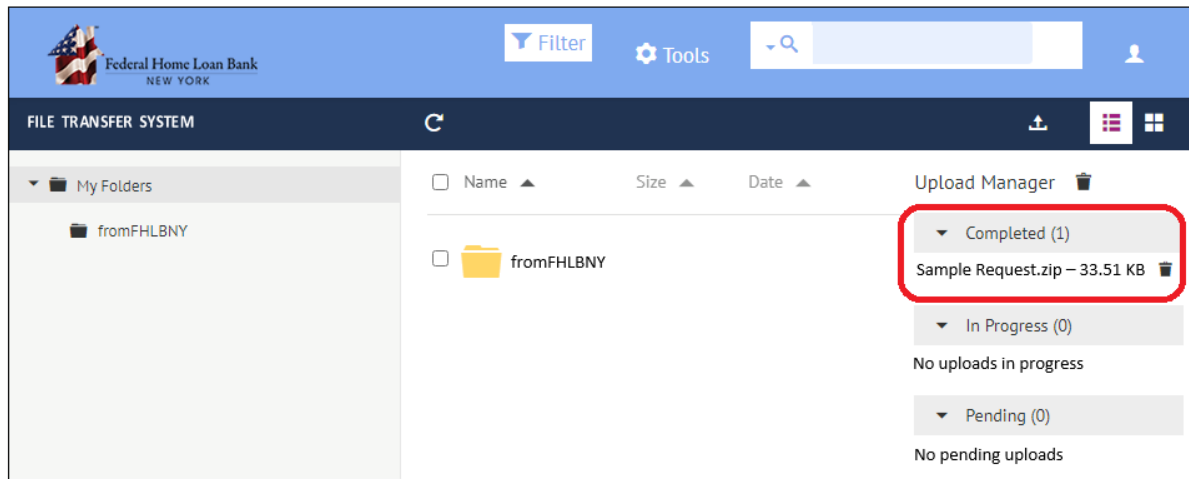 Federal Home Loan Bank
NEW YORK
Filter
Tools
FILE TRANSFER SYSTEM
My Folders
fromFHLBNY
Name
Size
Date
fromFHLBNY
Upload Manager
Completed (1)
Sample Request.zip – 33.51 KB
In Progress (0)
No uploads in progress
Pending (0)
No pending uploads